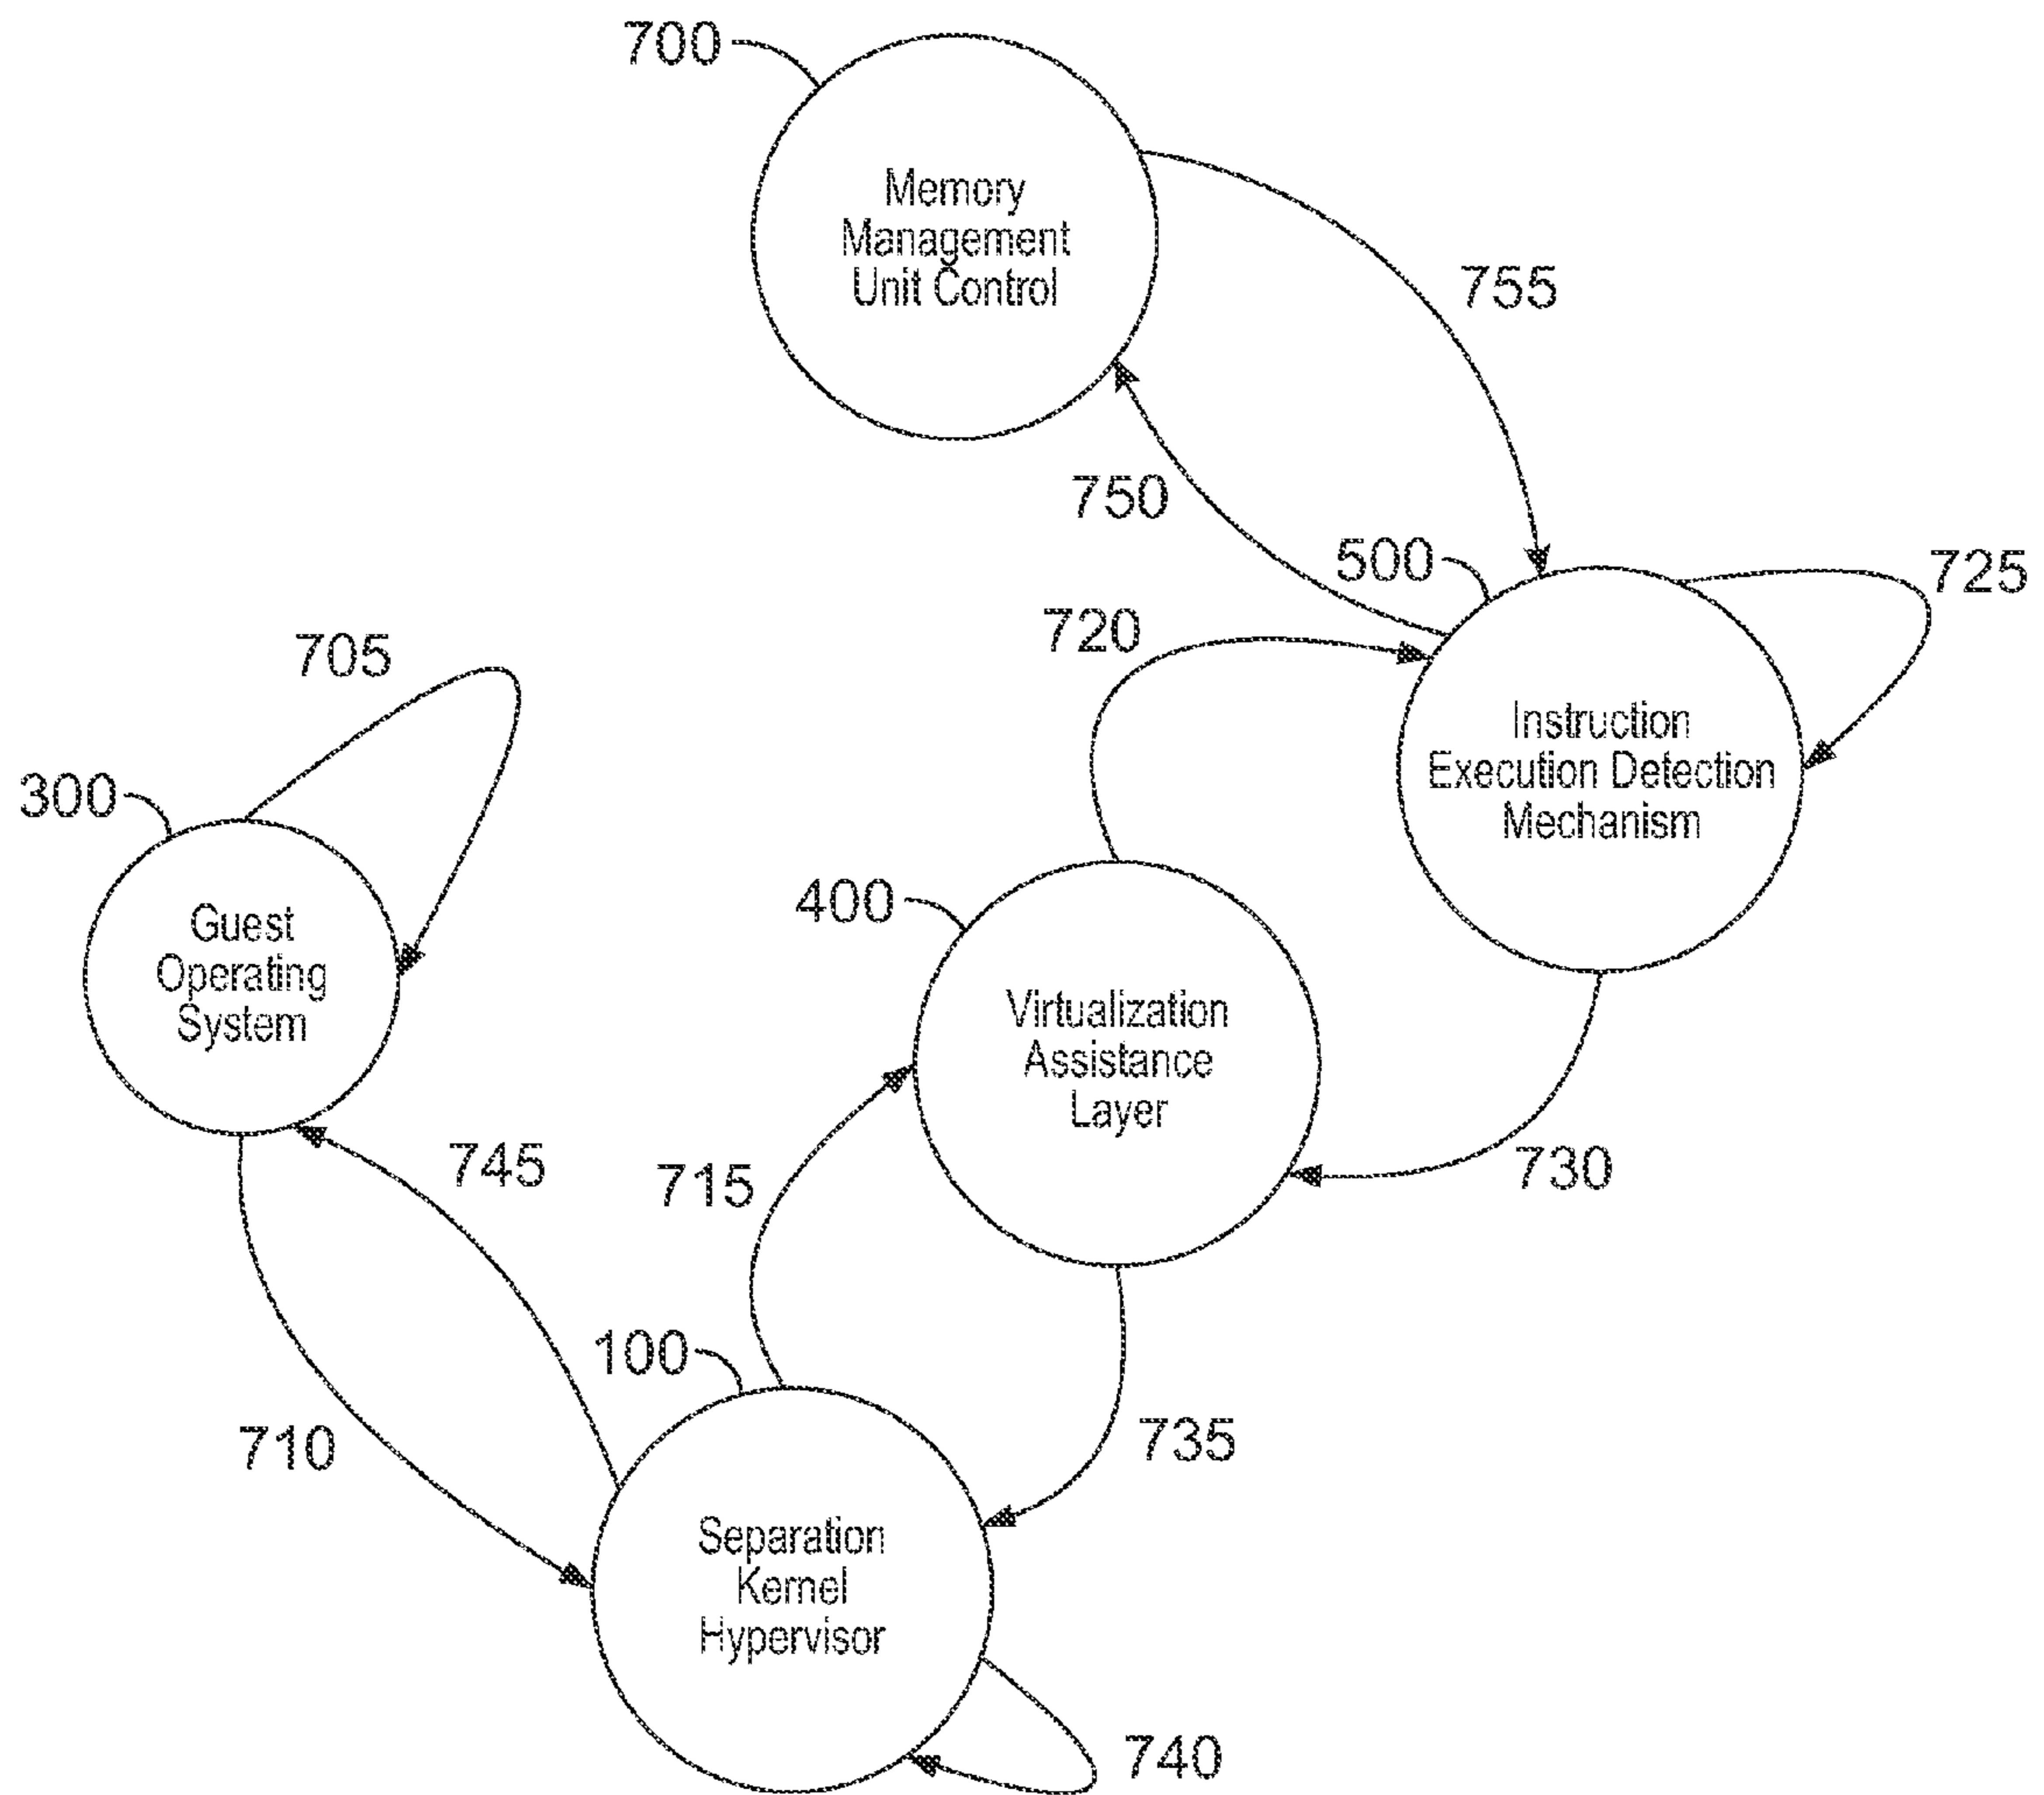 700
Memory
Management
Unit Control
755
750
500
725
720
Instruction
Execution Detection
Mechanism
705
300
Guest
Operating
System
400
Virtualization
Assistance
Layer
745
715
730
100
710
735
Separation
Kernel
Hypervisor
740